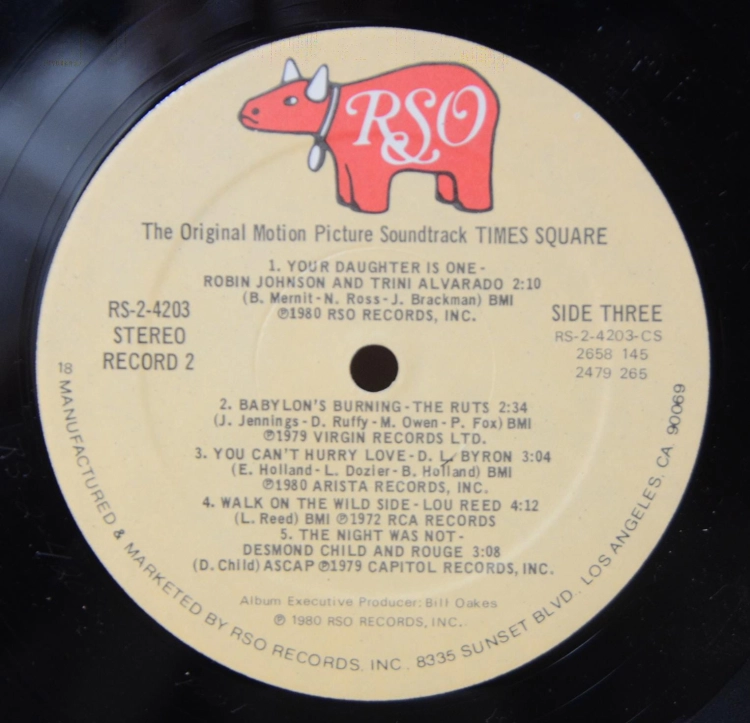 RSO
The Original Motion Picture Soundtrack TIMES SQUARE
1. YOUR DAUGHTER IS ONE-
ROBIN JOHNSON AND TRINI ALVARADO 2:10
(B. Mernit-N. Ross-J. Brackman) BMI
℗1980 RSO RECORDS, INC.
RS-2-4203
STEREO
RECORD 2
SIDE THREE
RS-2-4203-CS
2658 145
2479 265
2. BABYLON'S BURNING-THE RUTS 2:34
(J. Jennings-D. Ruffy-M. Owen-P. Fox) BMI
℗1979 VIRGIN RECORDS LTD.
3. YOU CAN'T HURRY LOVE-D. L. BYRON 3:04
(E. Holland-L. Dozier-B. Holland) BMI
℗1980 ARISTA RECORDS, INC.
4. WALK ON THE WILD SIDE-LOU REED 4:12
(L. Reed) BMI ℗1972 RCA RECORDS
5. THE NIGHT WAS NOT-
DESMOND CHILD AND ROUGE 3:08
(D. Child) ASCAP ℗1979 CAPITOL RECORDS, INC.
Album Executive Producer: Bill Oakes
℗ 1980 RSO RECORDS, INC.
18 MANUFACTURED & MARKETED BY RSO RECORDS, INC. 8335 SUNSET BLVD., LOS ANGELES, CA 90069